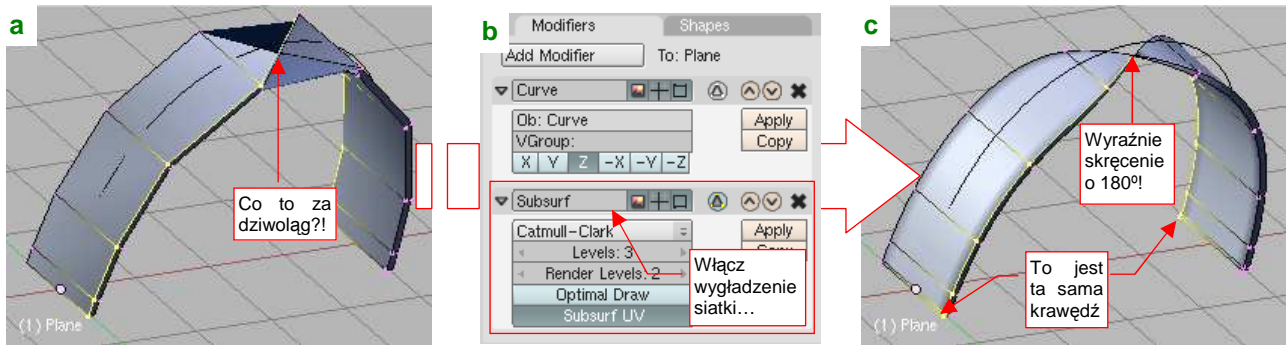 a
Co to za
dziwoląg?!
(1) Plane
b
Modifiers
Shapes
Add Modifier
To: Plane
Curve
Ob: Curve
VGroup:
X Y Z -X -Y -Z
Apply
Copy
Subsurf
Catmull-Clark
Levels: 3
Render Levels: 2
Optimal Draw
Subsurf UV
Apply
Włącz
wygładzenie
siatki…
c
Wyraźnie
skręcenie
o 180º!
To jest
ta sama
krawędź
(1) Plane